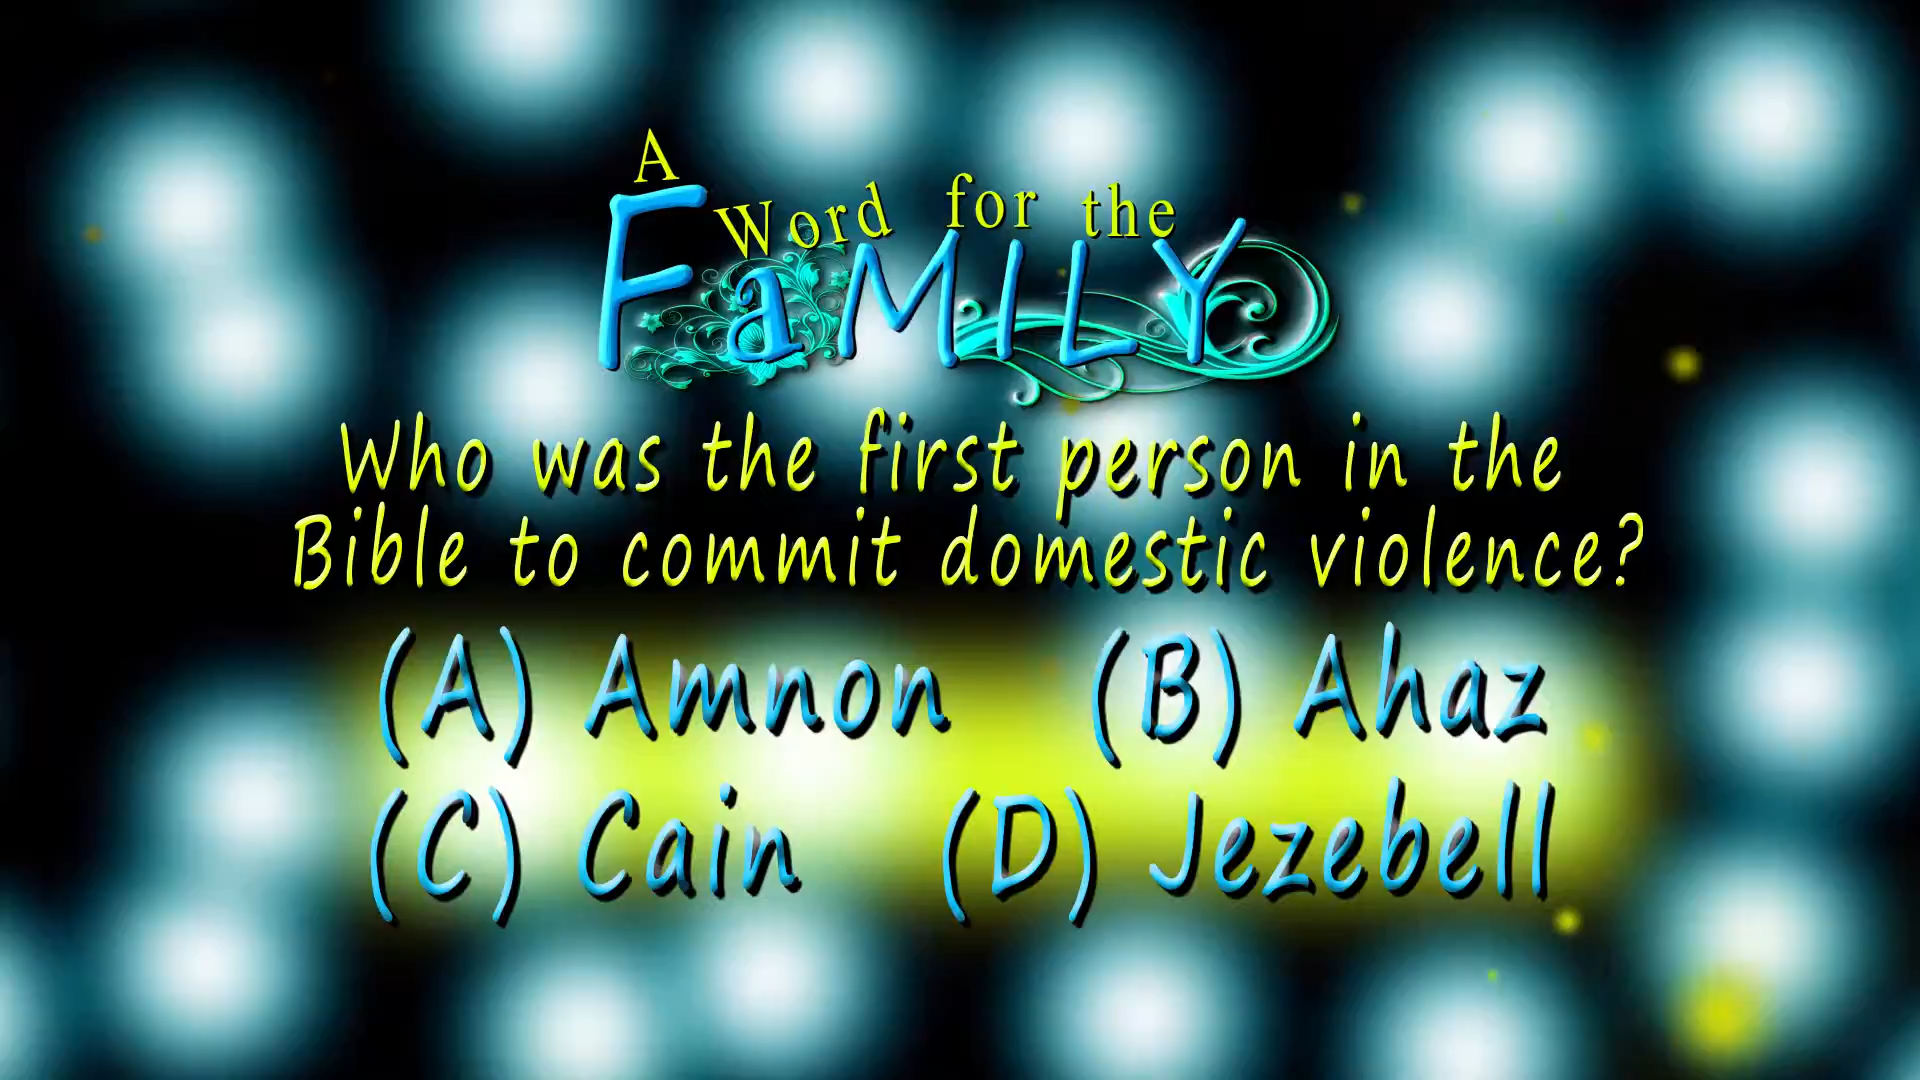 A Word for the
FaMILY
Who was the first person in the
Bible to commit domestic violence?
(A) Amnon (B) Ahaz
(C) Cain (D) Jezebell